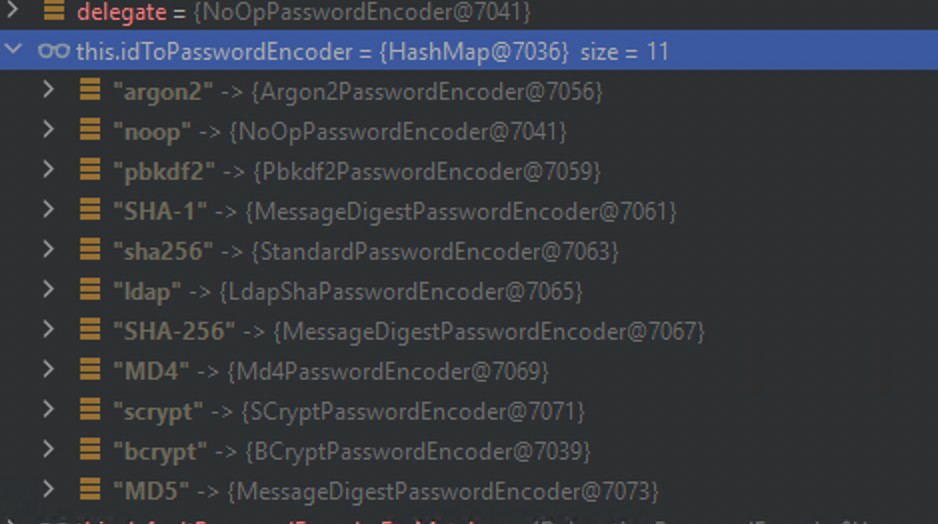 delegate = {NoOpPasswordEncoder@7041}
this.idToPasswordEncoder = {HashMap@7036} size = 11
"argon2" -> {Argon2PasswordEncoder@7056}
"noop" -> {NoOpPasswordEncoder@7041}
"pbkdf2" -> {Pbkdf2PasswordEncoder@7059}
"SHA-1" -> {MessageDigestPasswordEncoder@7061}
"sha256" -> {StandardPasswordEncoder@7063}
"ldap" -> {LdapShaPasswordEncoder@7065}
"SHA-256" -> {MessageDigestPasswordEncoder@7067}
"MD4" -> {Md4PasswordEncoder@7069}
"scrypt" -> {SCryptPasswordEncoder@7071}
"bcrypt" -> {BCryptPasswordEncoder@7039}
"MD5" -> {MessageDigestPasswordEncoder@7073}